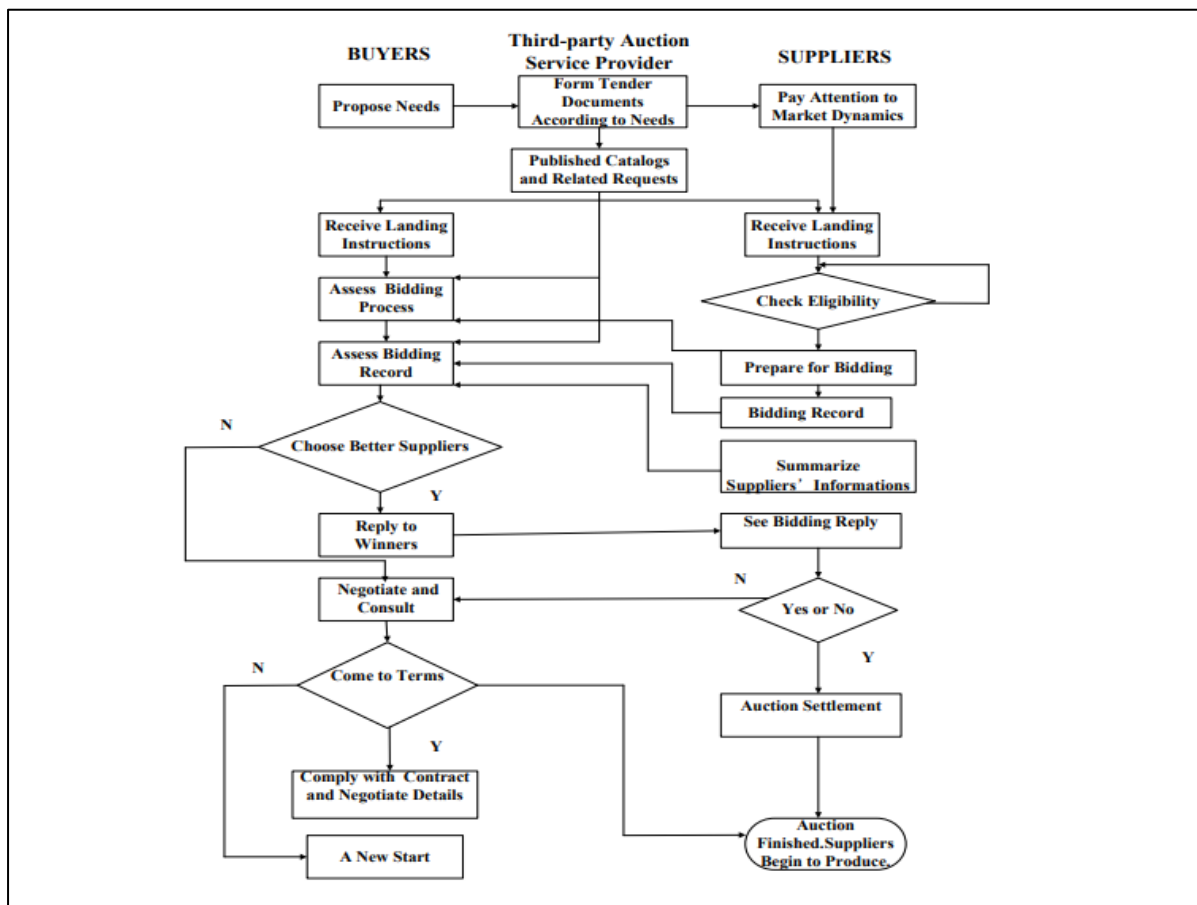 BUYERS
Third-party Auction
Service Provider
SUPPLIERS
Propose Needs
Form Tender
Documents
According to Needs
Pay Attention to
Market Dynamics
Published Catalogs
and Related Requests
Receive Landing
Instructions
Receive Landing
Instructions
Assess Bidding
Process
Check Eligibility
Assess Bidding
Record
Prepare for Bidding
Bidding Record
N
Choose Better Suppliers
Summarize
Suppliers’ Informations
Y
Reply to
Winners
See Bidding Reply
Negotiate and
Consult
N
Yes or No
N
Come to Terms
Y
Auction Settlement
Y
Comply with Contract
and Negotiate Details
A New Start
Auction
Finished.Suppliers
Begin to Produce.